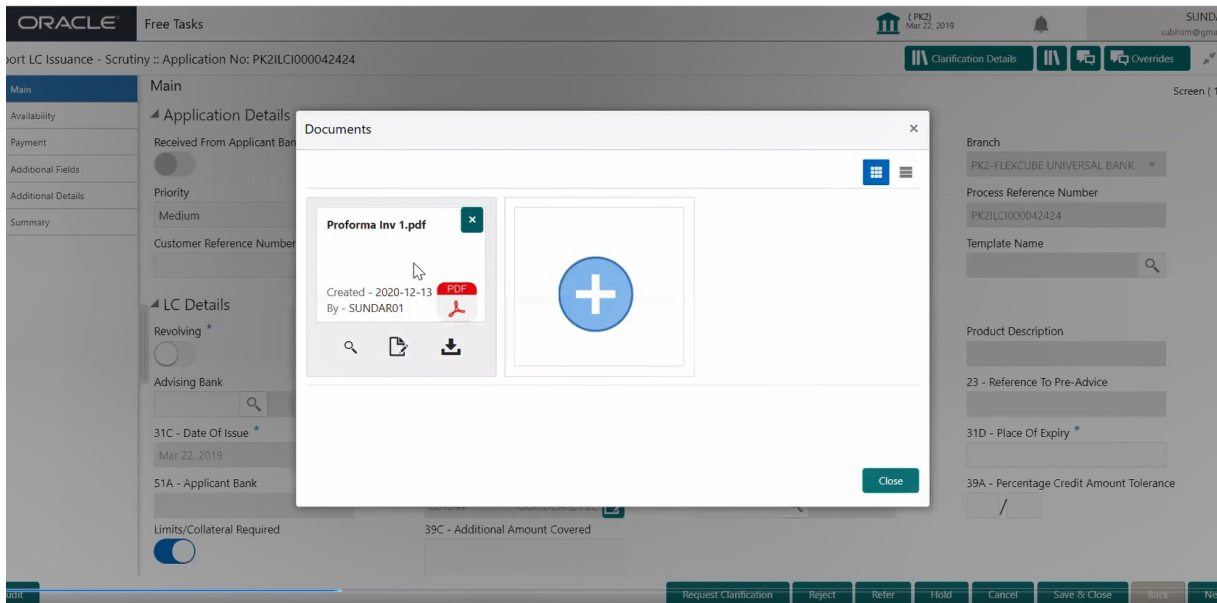 ORACLE
Free Tasks
( PK2)
Mar 22, 2019
SUND
subham@gma
port LC Issuance - Scrutiny :: Application No: PK2ILCI000042424
Clarification Details
Overrides
Main
Availability
Payment
Additional Fields
Additional Details
Summary
Main
Screen ( 1
Application Details
Received From Applicant Ban
Priority
Medium
Customer Reference Number
Branch
PK2-FLEXCUBE UNIVERSAL BANK
Process Reference Number
PK2ILCI000042424
Template Name
Documents
×
Proforma Inv 1.pdf
×
Created - 2020-12-13
By - SUNDAR01
PDF
Close
LC Details
Revolving *
Advising Bank
31C - Date Of Issue *
Mar 22, 2019
51A - Applicant Bank
Limits/Collateral Required
39C - Additional Amount Covered
Product Description
23 - Reference To Pre-Advice
31D - Place Of Expiry *
39A - Percentage Credit Amount Tolerance
/
udit
Request Clarification
Reject
Refer
Hold
Cancel
Save & Close
Back
Ne